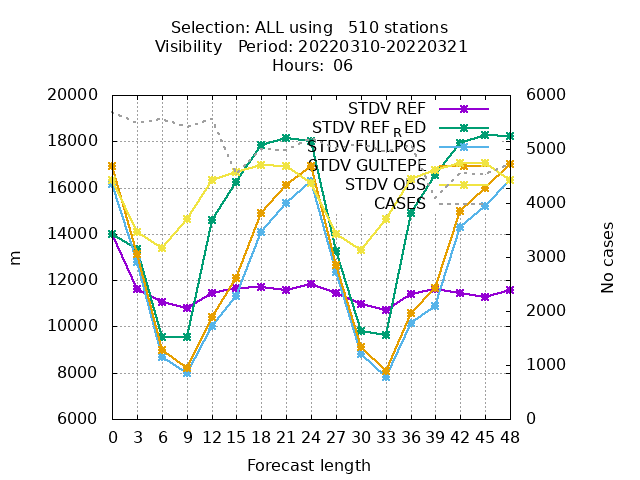 Selection: ALL using 510 stations
Visibility Period: 20220310-20220321
Hours: 06
20000
18000
16000
14000
12000
10000
8000
6000
6000
5000
4000
3000
2000
1000
0
STDV REF
STDV REF_RED
STDV FULLPOS
STDV GULTEPE
STDV OBS
CASES
m
No cases
0 3 6 9 12 15 18 21 24 27 30 33 36 39 42 45 48
Forecast length